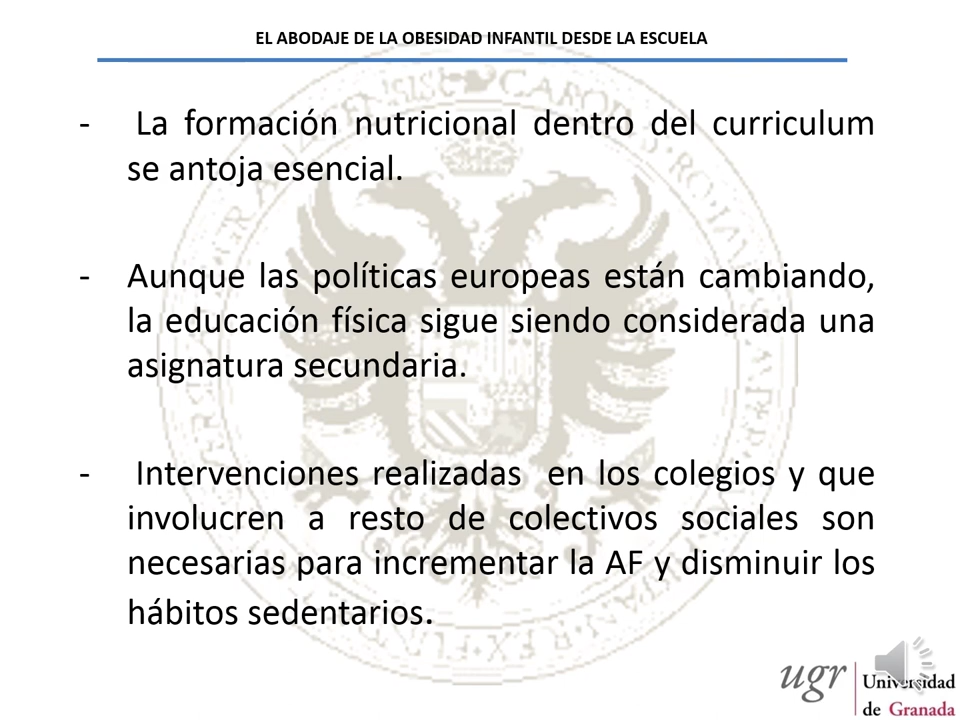 EL ABODAJE DE LA OBESIDAD INFANTIL DESDE LA ESCUELA
- La formación nutricional dentro del curriculum
se antoja esencial.
- Aunque las políticas europeas están cambiando,
la educación física sigue siendo considerada una
asignatura secundaria.
- Intervenciones realizadas en los colegios y que
involucren a resto de colectivos sociales son
necesarias para incrementar la AF y disminuir los
hábitos sedentarios.
ugr Universidad
de Granada